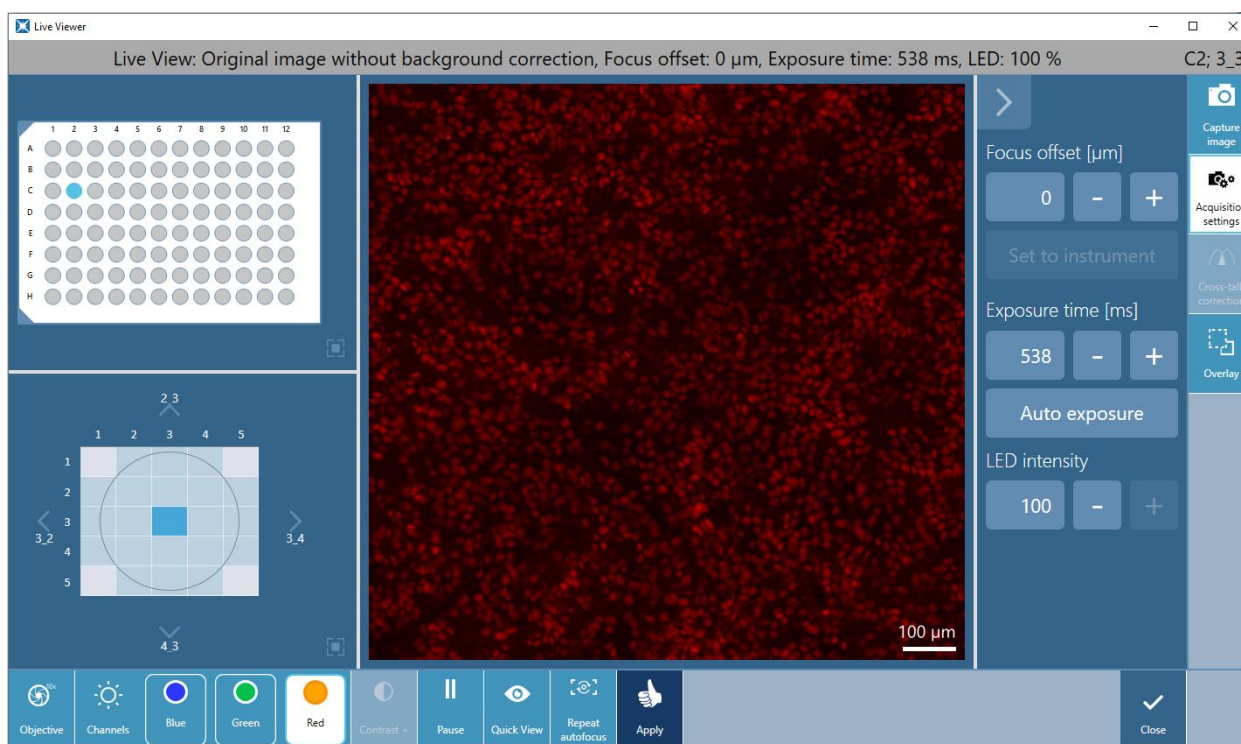 Live Viewer
Live View: Original image without background correction, Focus offset: 0 µm, Exposure time: 538 ms, LED: 100 %
C2; 3_3
1 2 3 4 5 6 7 8 9 10 11 12
A
B
C
D
E
F
G
H
2_3
1 2 3 4 5
1
2
3
4
5
3_2
3_4
4_3
100 µm
Focus offset [µm]
0 - +
Set to instrument
Exposure time [ms]
538 - +
Auto exposure
LED intensity
100 - +
Capture
image
Acquisition
settings
Cross-talk
correction
Overlay
10x
Objective
Channels
Blue
Green
Red
Contrast +
Pause
Quick View
Repeat
autofocus
Apply
Close